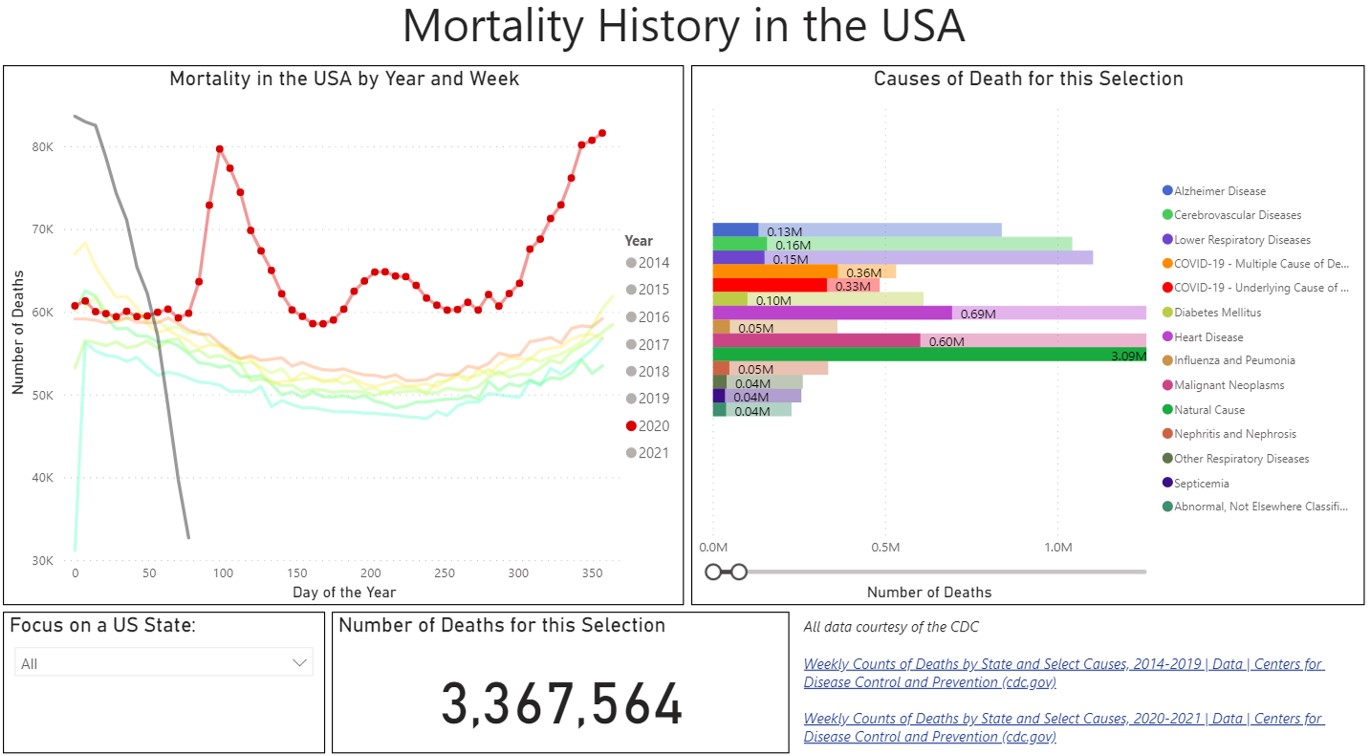 Mortality History in the USA
Mortality in the USA by Year and Week
Number of Deaths
80K
70K
60K
50K
40K
30K
0
50
100
150
200
250
300
350
Day of the Year
Year
2014
2015
2016
2017
2018
2019
2020
2021
Causes of Death for this Selection
0.13M
0.16M
0.15M
0.36M
0.33M
0.10M
0.69M
0.05M
0.60M
3.09M
0.05M
0.04M
0.04M
0.04M
0.0M
0.5M
1.0M
Number of Deaths
Alzheimer Disease
Cerebrovascular Diseases
Lower Respiratory Diseases
COVID-19 - Multiple Cause of De...
COVID-19 - Underlying Cause of ...
Diabetes Mellitus
Heart Disease
Influenza and Peumonia
Malignant Neoplasms
Natural Cause
Nephritis and Nephrosis
Other Respiratory Diseases
Septicemia
Abnormal, Not Elsewhere Classifi...
Focus on a US State:
All
Number of Deaths for this Selection
3,367,564
All data courtesy of the CDC
Weekly Counts of Deaths by State and Select Causes, 2014-2019 | Data | Centers for
Disease Control and Prevention (cdc.gov)
Weekly Counts of Deaths by State and Select Causes, 2020-2021 | Data | Centers for
Disease Control and Prevention (cdc.gov)